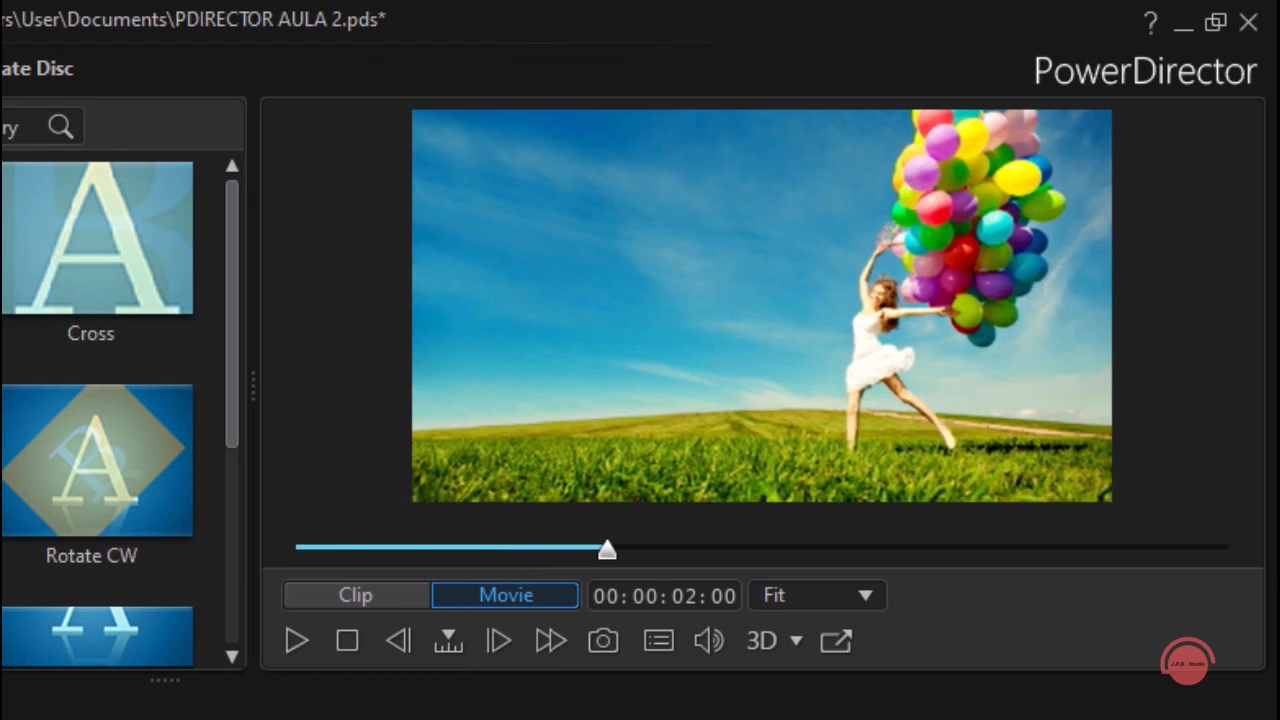 rs\User\Documents\PDIRECTOR AULA 2.pds*
?
ate Disc
PowerDirector
ry
A
Cross
A
Rotate CW
Clip
Movie
00:00:02:00
Fit
3D
J.R.B. Studio